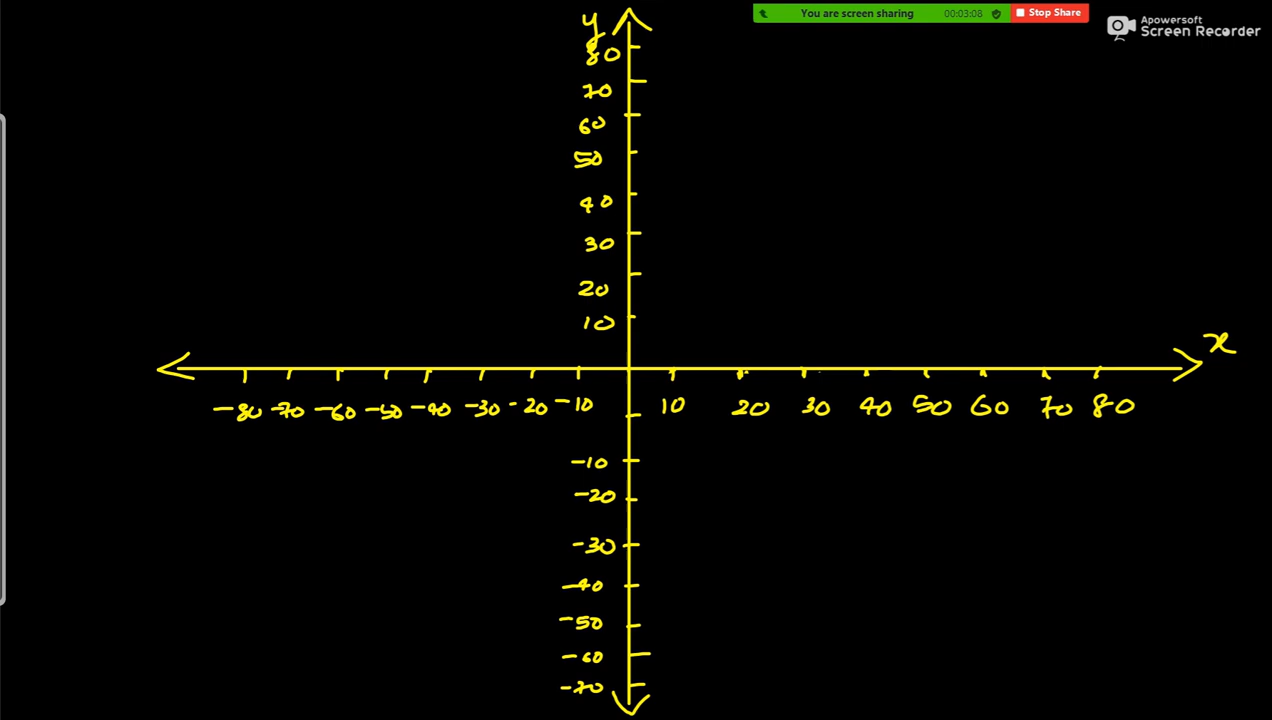 You are screen sharing 00:03:08 Stop Share
Apowersoft
Screen Recorder
y
80
70
60
50
40
30
20
10
x
-80 -70 -60 -50 -40 -30 -20 -10 10 20 30 40 50 60 70 80
-10
-20
-30
-40
-50
-60
-70